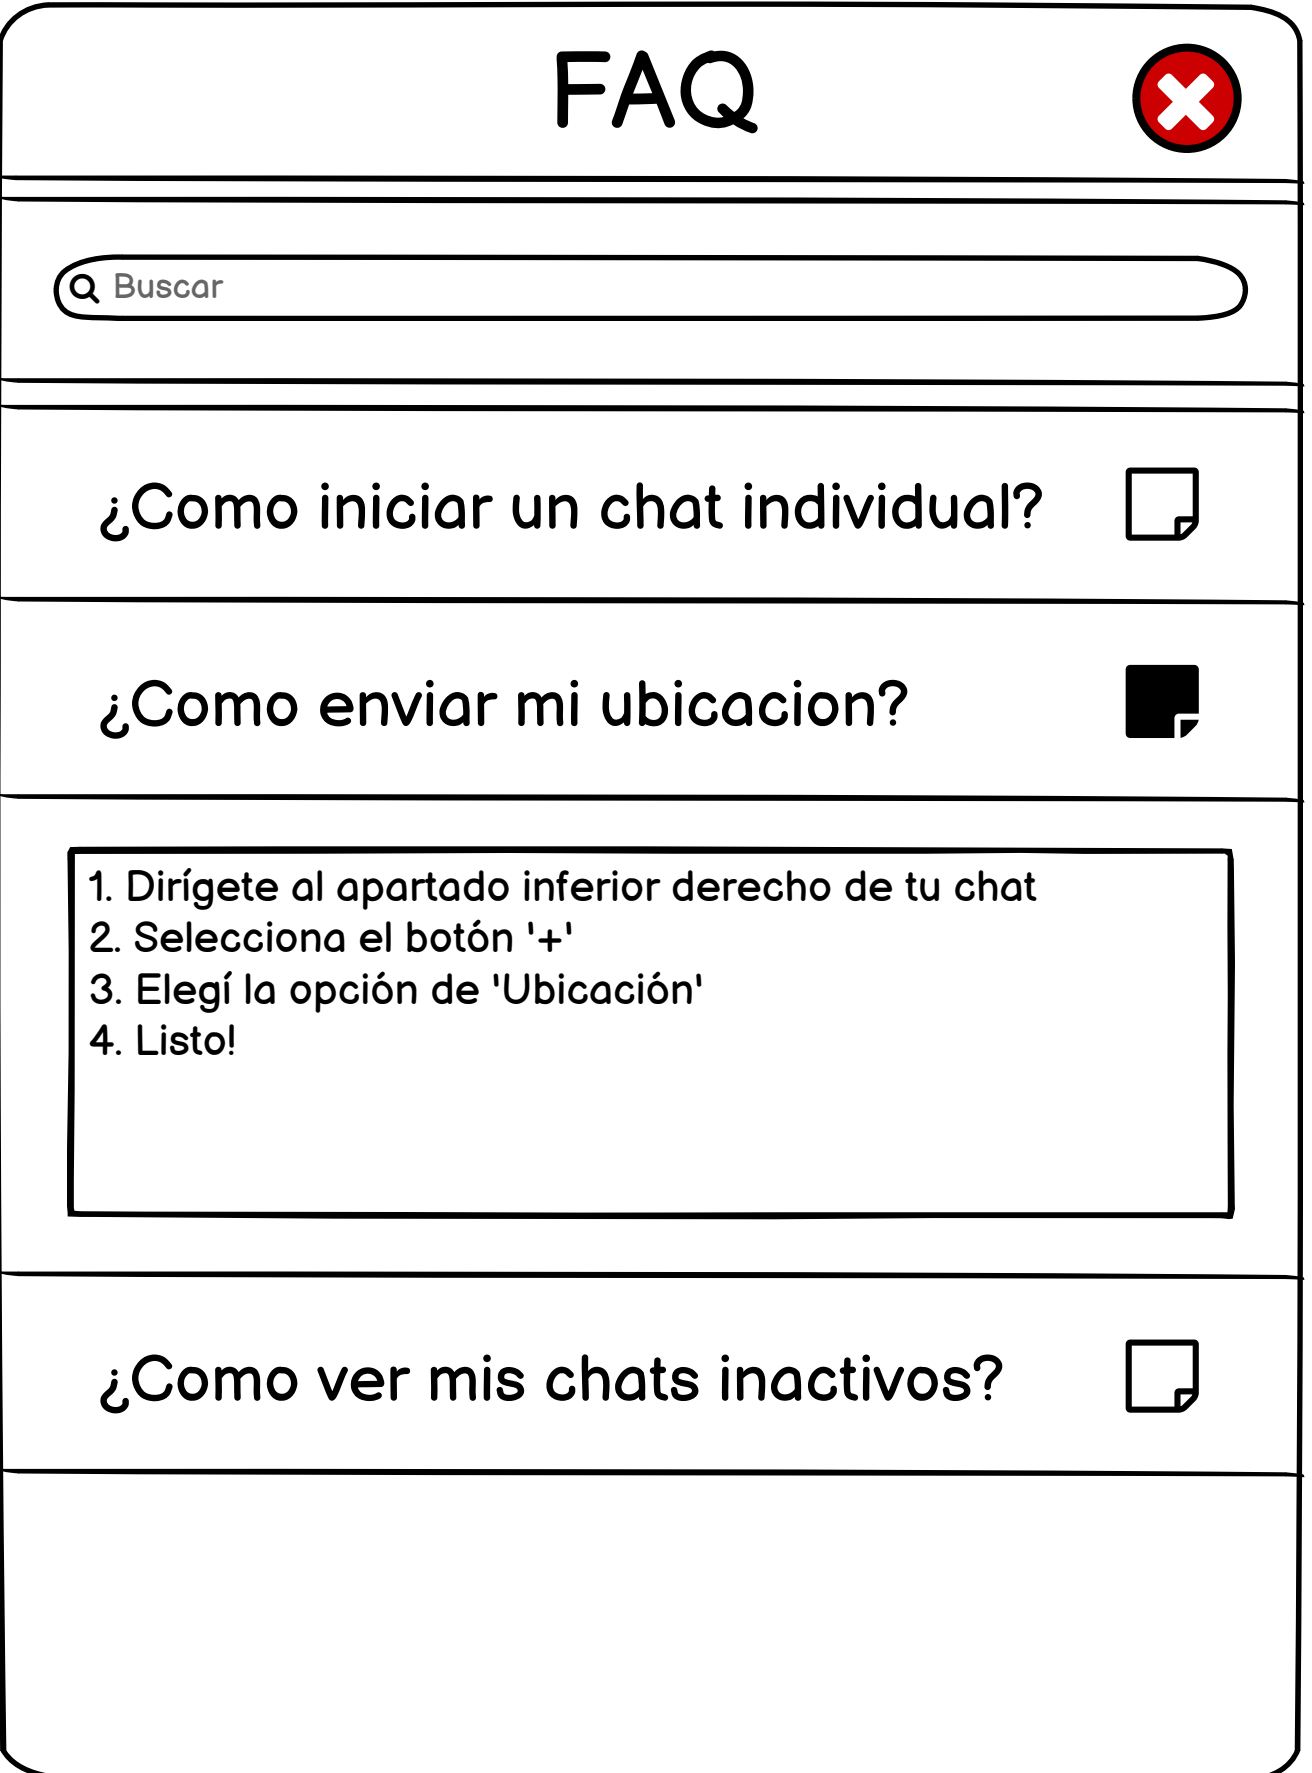 FAQ
Buscar
¿Como iniciar un chat individual?
¿Como enviar mi ubicacion?
1. Dirígete al apartado inferior derecho de tu chat
2. Selecciona el botón '+'
3. Elegí la opción de 'Ubicación'
4. Listo!
¿Como ver mis chats inactivos?